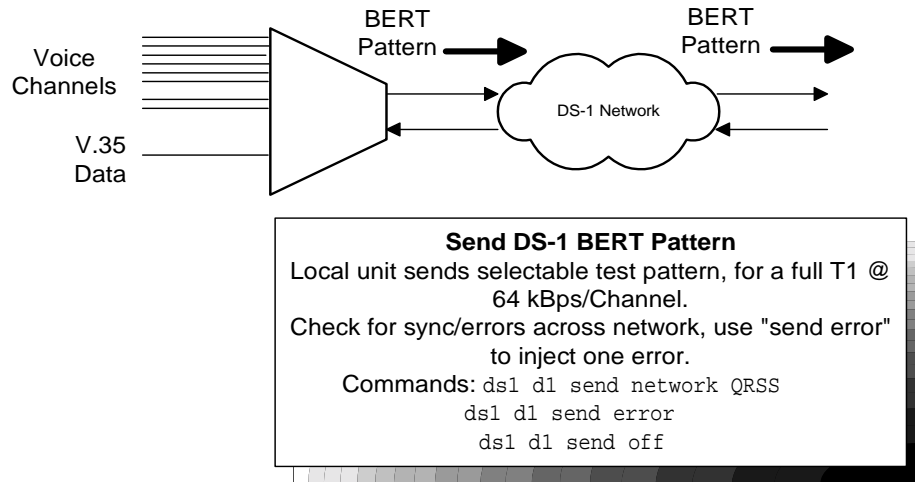 BERT
Pattern
BERT
Pattern
Voice
Channels
DS-1 Network
V.35
Data
Send DS-1 BERT Pattern
Local unit sends selectable test pattern, for a full T1 @
64 kBps/Channel.
Check for sync/errors across network, use "send error"
to inject one error.
Commands: ds1 d1 send network QRSS
ds1 d1 send error
ds1 d1 send off